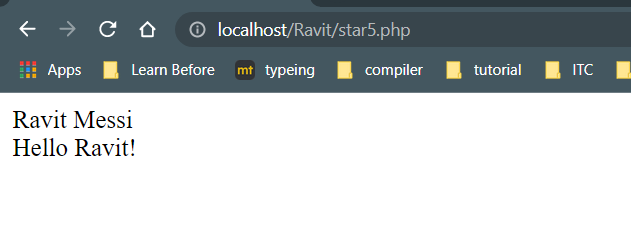 localhost/Ravit/star5.php
Apps Learn Before mt typeing compiler tutorial ITC
Ravit Messi
Hello Ravit!